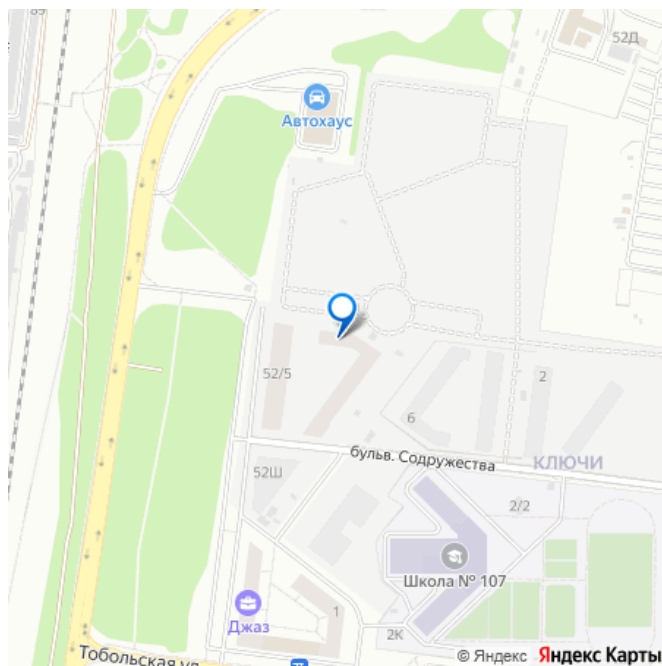 52Д
Автохаус
52/5
2
6
бульв. Содружества
КЛЮЧИ
52Ш
2/2
Школа № 107
1
Джаз
2К
Тобольская ул.
© Яндекс Яндекс Карты